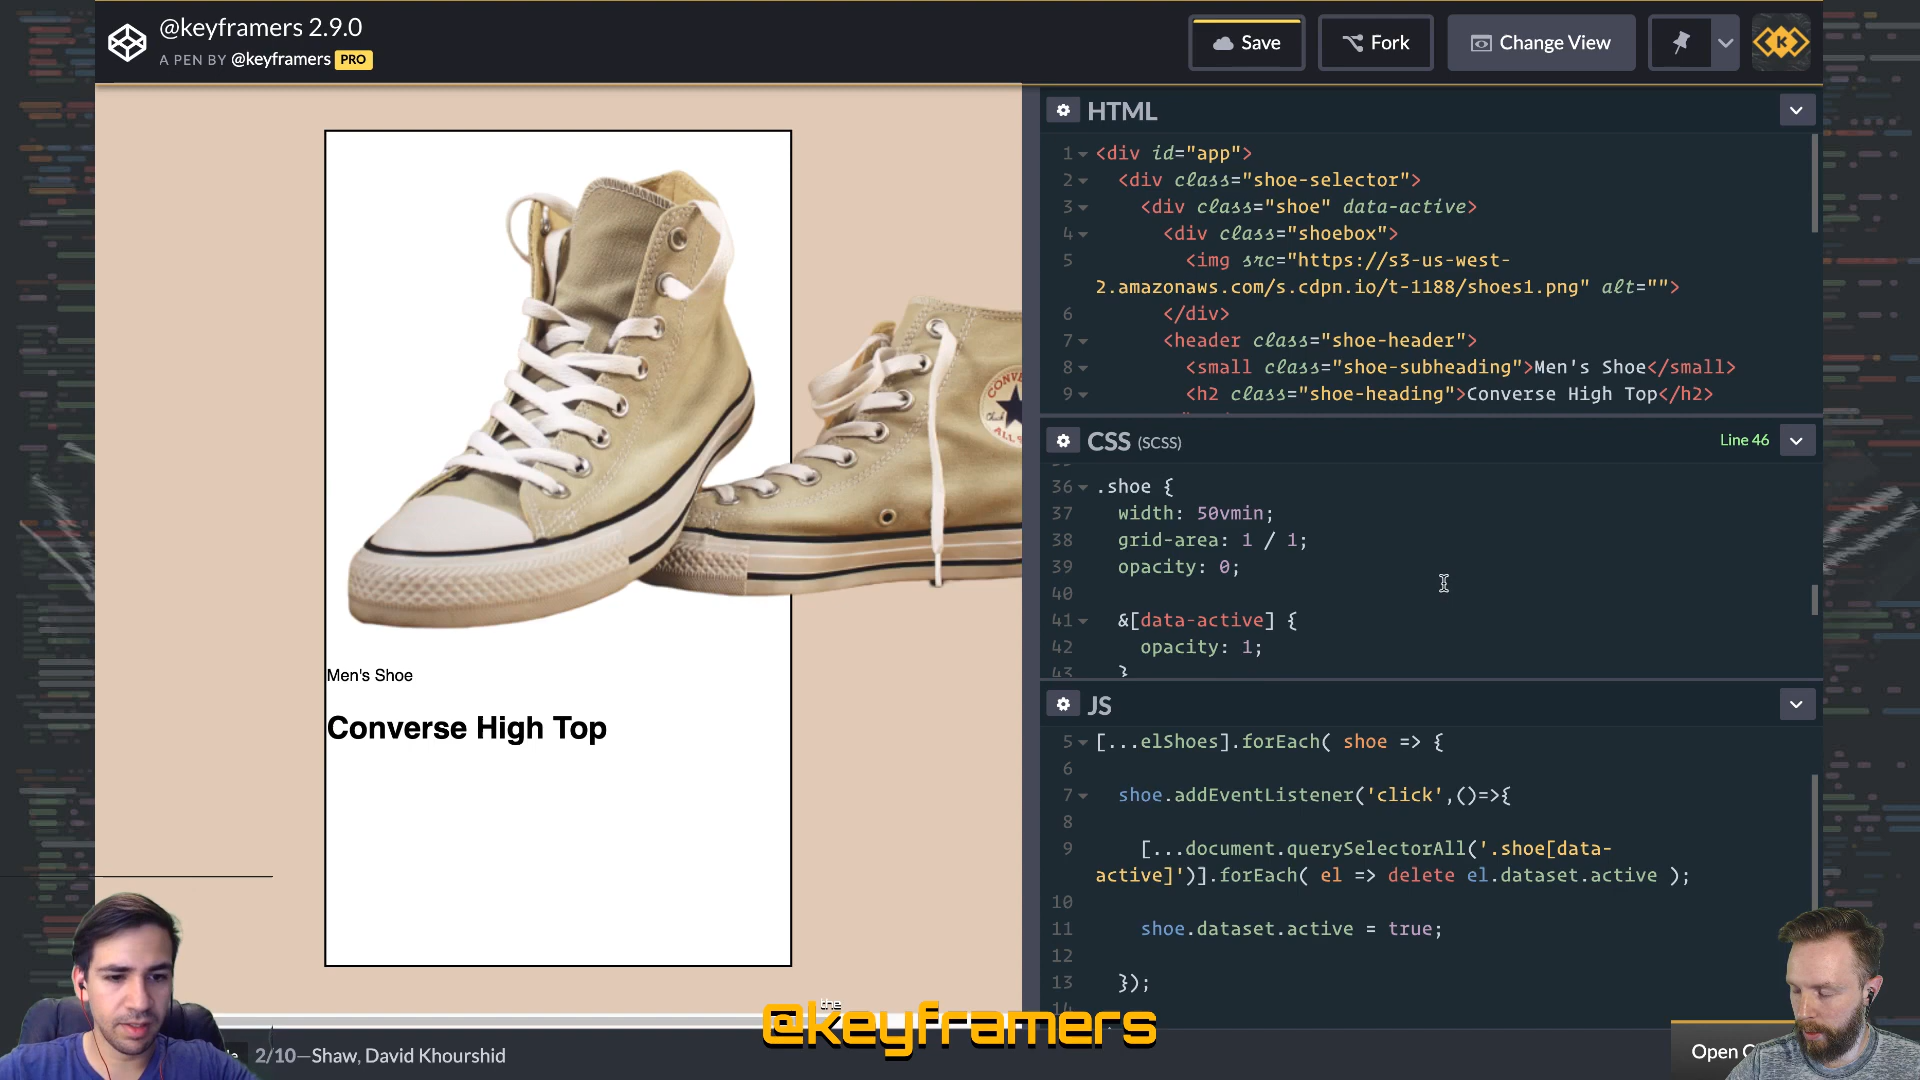 @keyframers 2.9.0
A PEN BY @keyframers PRO
Save
Fork
Change View
K
HTML
1 <div id="app">
2 <div class="shoe-selector">
3 <div class="shoe" data-active>
4 <div class="shoebox">
5 <img src="https://s3-us-west-
2.amazonaws.com/s.cdpn.io/t-1188/shoes1.png" alt="">
6 </div>
7 <header class="shoe-header">
8 <small class="shoe-subheading">Men's Shoe</small>
9 <h2 class="shoe-heading">Converse High Top</h2>
CSS (SCSS)
Line 46
36 .shoe {
37 width: 50vmin;
38 grid-area: 1 / 1;
39 opacity: 0;
40
41 &[data-active] {
42 opacity: 1;
43 }
JS
5 [...elShoes].forEach( shoe => {
6
7 shoe.addEventListener('click',()=>{
8
9 [...document.querySelectorAll('.shoe[data-
active]')].forEach( el => delete el.dataset.active );
10
11 shoe.dataset.active = true;
12
13 });
14
Men's Shoe
Converse High Top
the
@keyframers
2/10—Shaw, David Khourshid
Open